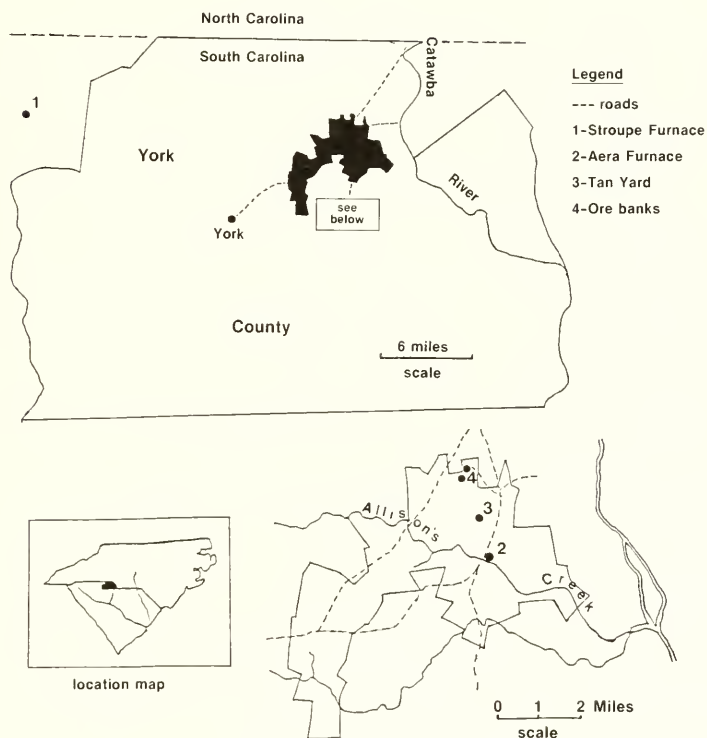 North Carolina
South Carolina
Catawba
River
1
York
York
see
below
County
6 miles
scale
Legend
--- roads
1-Stroupe Furnace
2-Aera Furnace
3-Tan Yard
4-Ore banks
location map
4
Allison's
3
2
Creek
0 1 2 Miles
scale